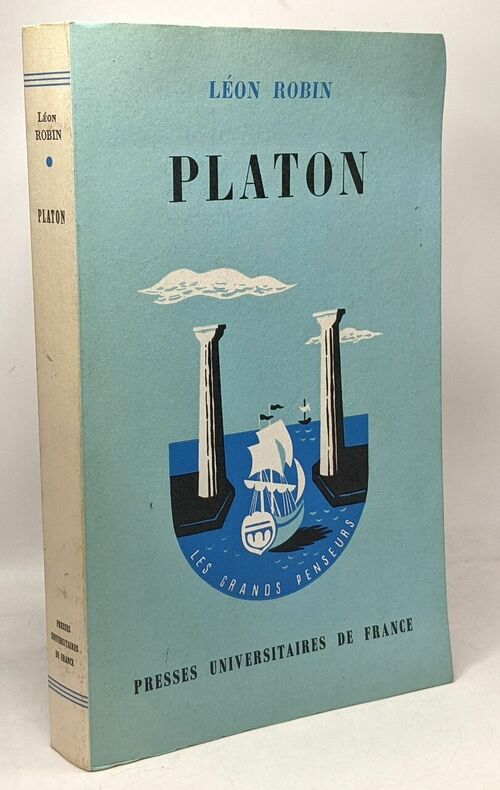 Léon
ROBIN
PLATON
PRESSES
UNIVERSITAIRES
DE FRANCE
LÉON ROBIN
PLATON
LES GRANDS PENSEURS
PRESSES UNIVERSITAIRES DE FRANCE